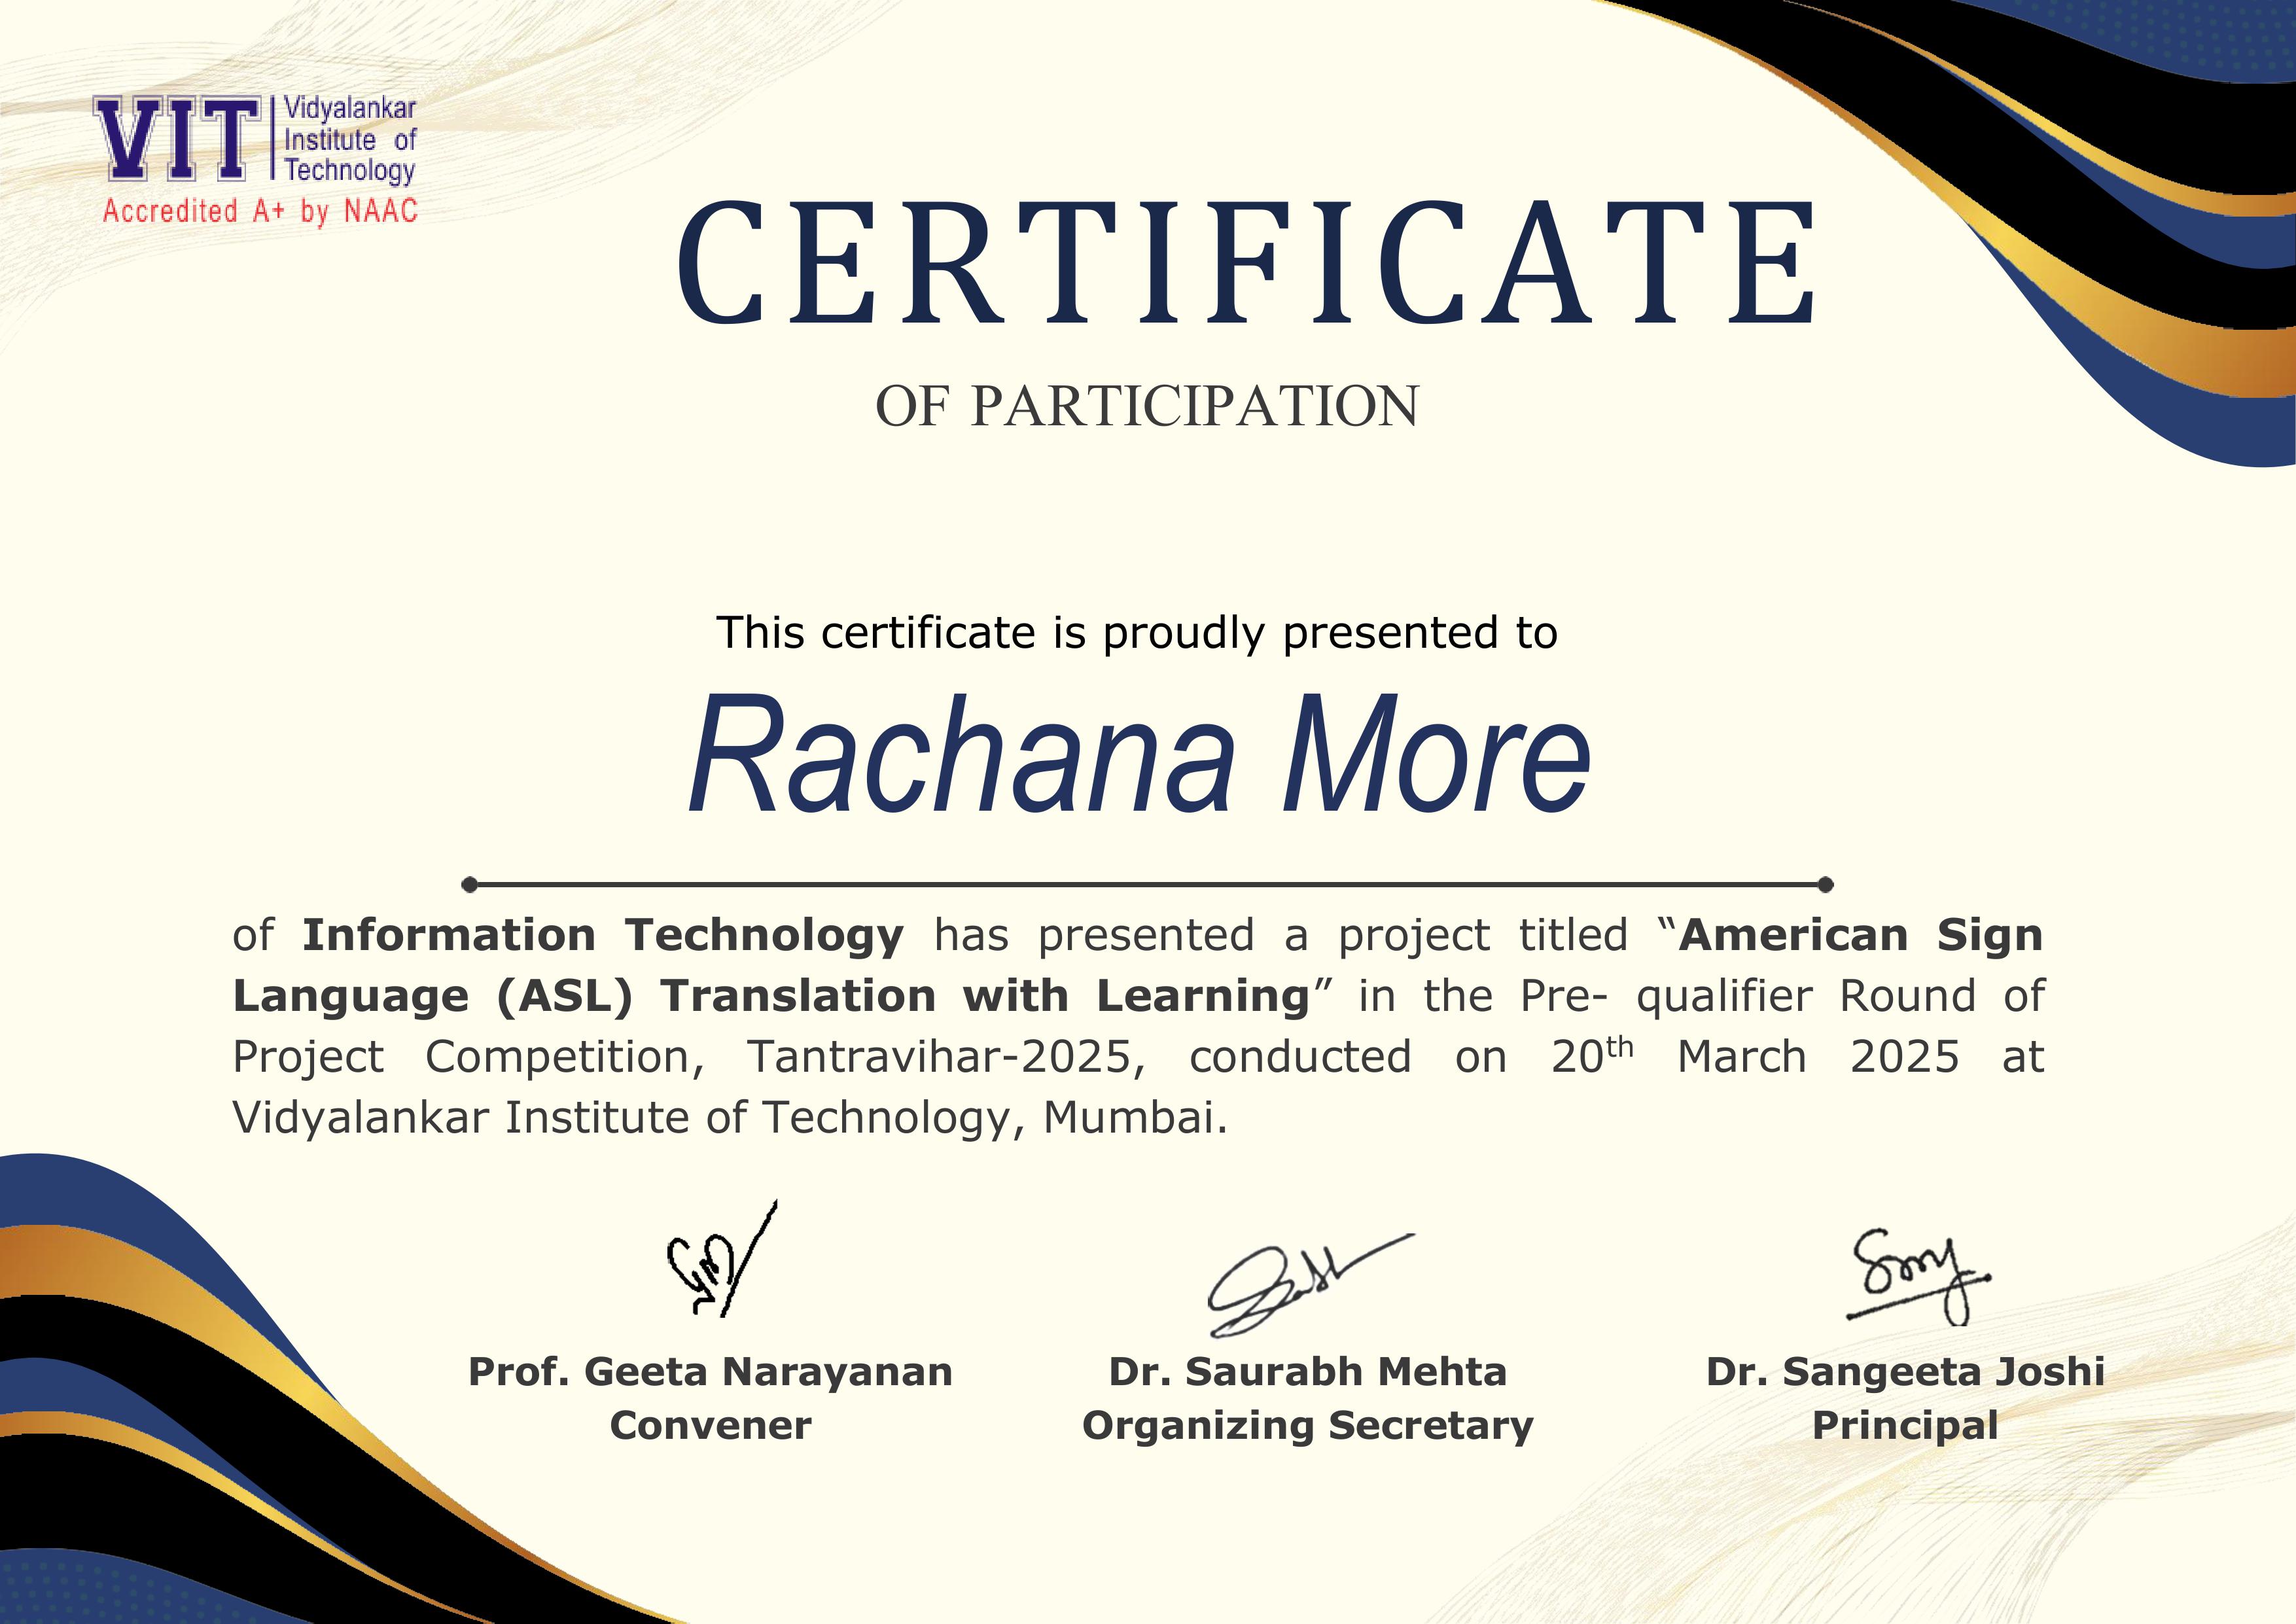 VIT
Vidyalankar
Institute of
Technology
Accredited A+ by NAAC
CERTIFICATE
OF PARTICIPATION
This certificate is proudly presented to
Rachana More
of Information Technology has presented a project titled “American Sign
Language (ASL) Translation with Learning” in the Pre- qualifier Round of
Project Competition, Tantravihar-2025, conducted on 20th March 2025 at
Vidyalankar Institute of Technology, Mumbai.
Prof. Geeta Narayanan
Convener
Dr. Saurabh Mehta
Organizing Secretary
Dr. Sangeeta Joshi
Principal